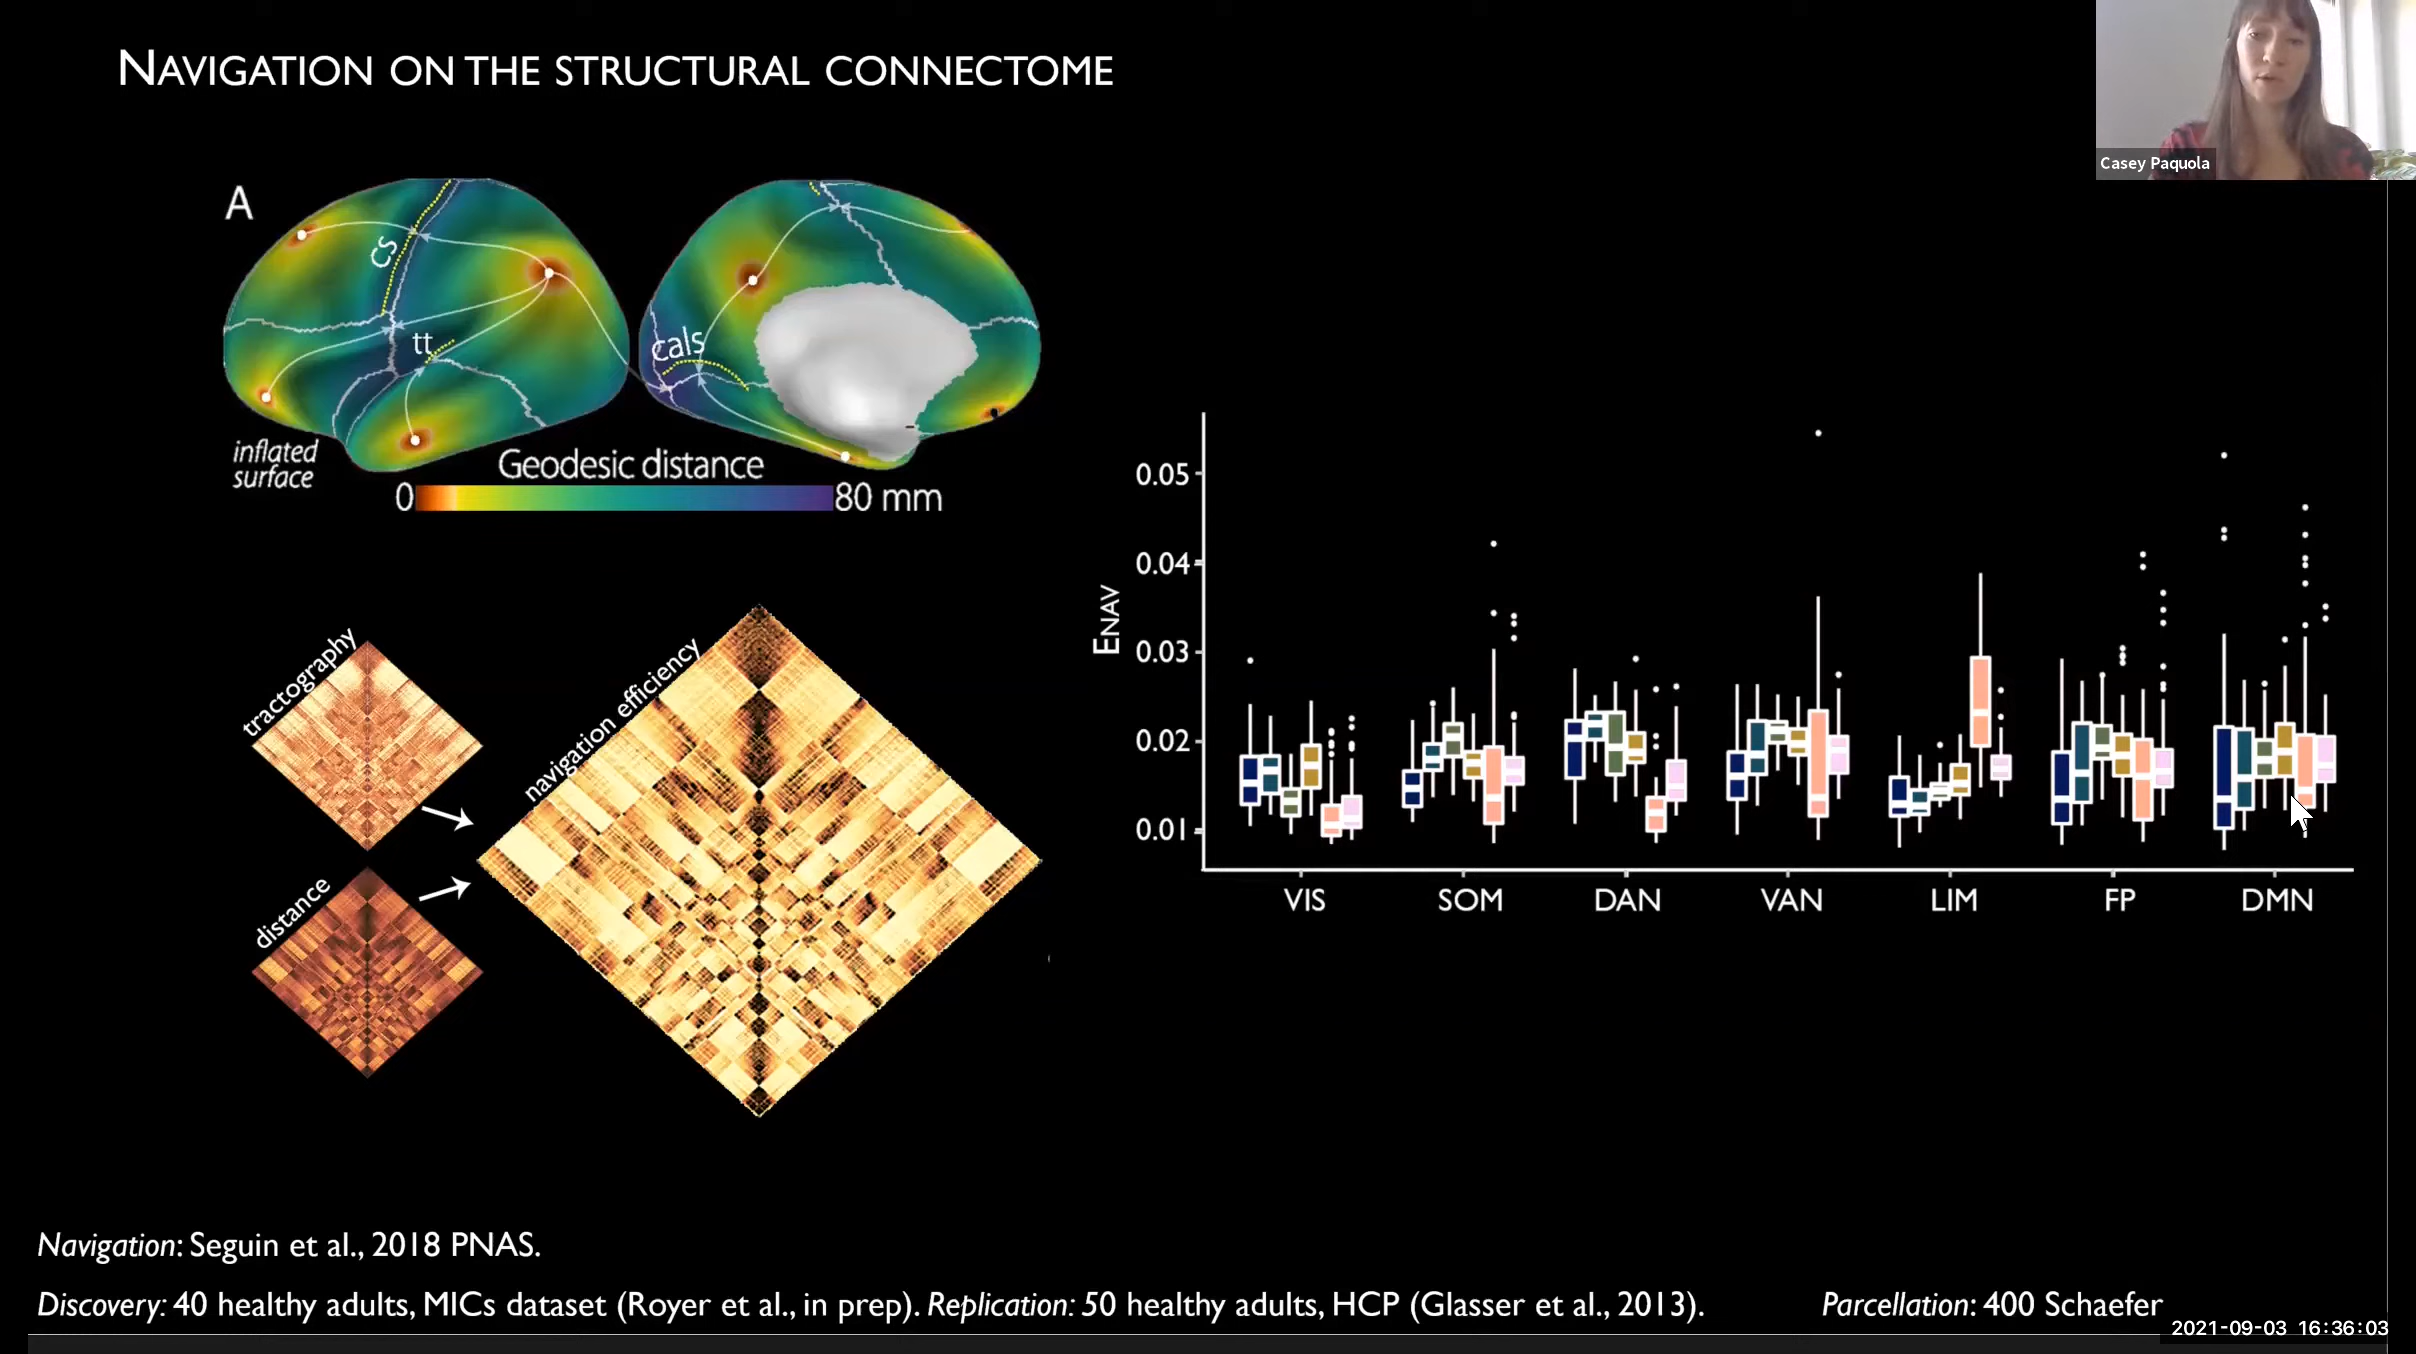 NAVIGATION ON THE STRUCTURAL CONNECTOME
Casey Paquola
A
cs
tt
cals
inflated
surface
Geodesic distance
0
80 mm
tractography
distance
navigation efficiency
ENAV
0.05
0.04
0.03
0.02
0.01
VIS SOM DAN VAN LIM FP DMN
Navigation: Seguin et al., 2018 PNAS.
Discovery: 40 healthy adults, MICs dataset (Royer et al., in prep). Replication: 50 healthy adults, HCP (Glasser et al., 2013).
Parcellation: 400 Schaefer
2021-09-03 16:36:03